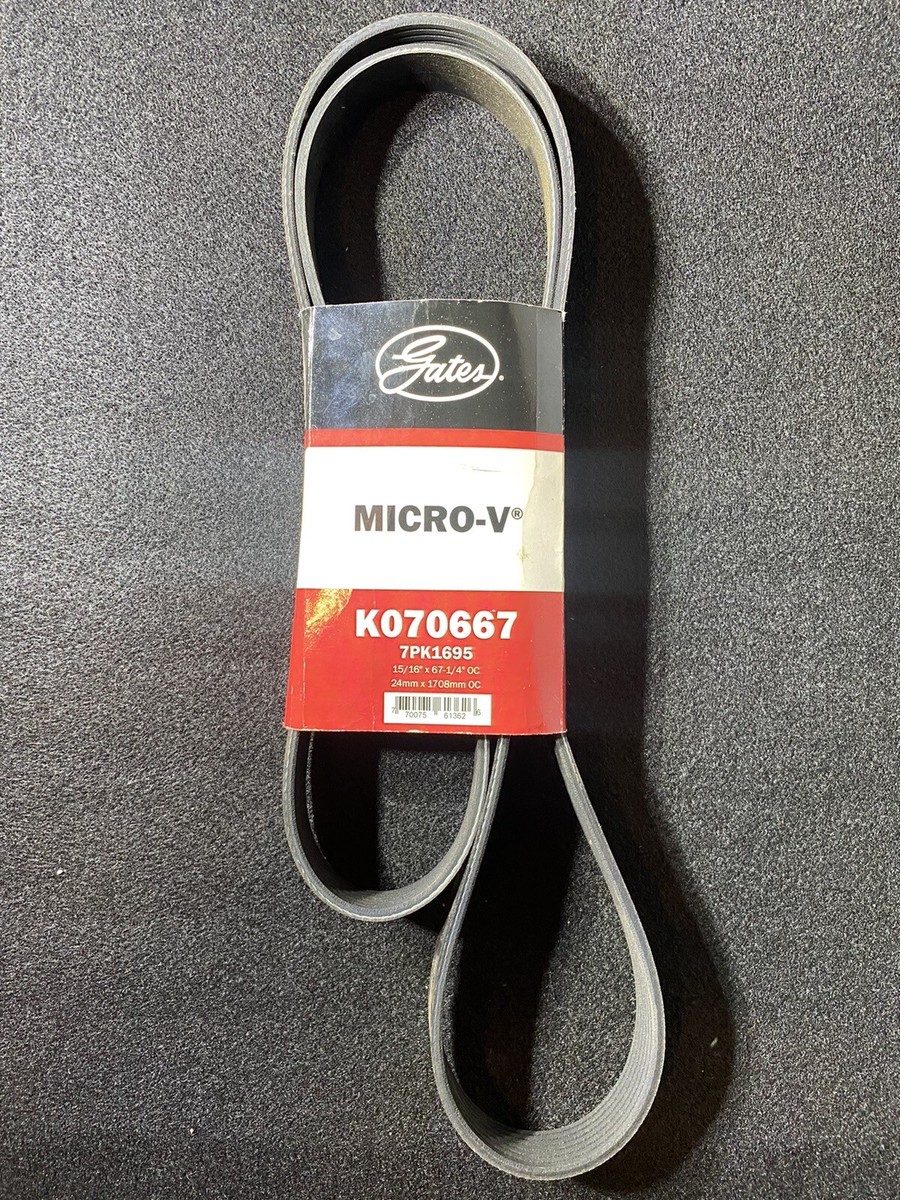 Gates.
MICRO-V®
K070667
7PK1695
15/16" x 67-1/4" OC
24mm x 1708mm OC
70075 61362